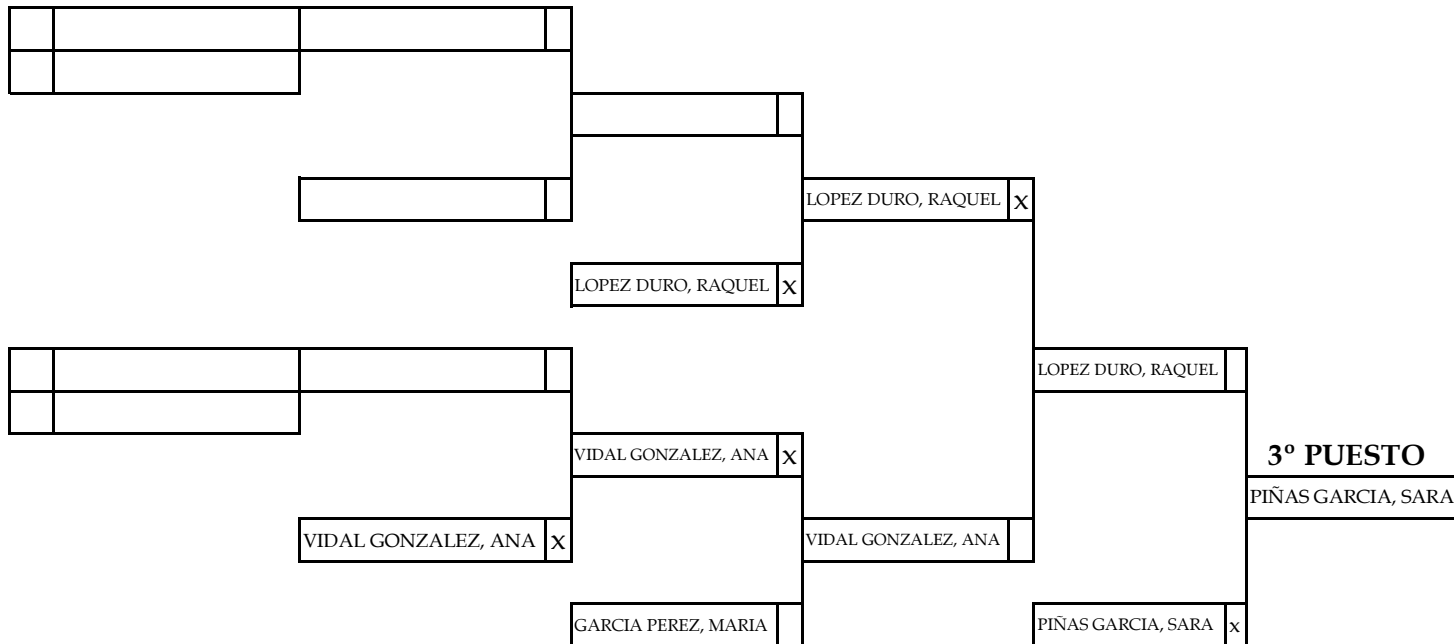 LOPEZ DURO, RAQUEL X
LOPEZ DURO, RAQUEL X
LOPEZ DURO, RAQUEL
VIDAL GONZALEZ, ANA X
3º PUESTO
PIÑAS GARCIA, SARA
VIDAL GONZALEZ, ANA X
VIDAL GONZALEZ, ANA
GARCIA PEREZ, MARIA
PIÑAS GARCIA, SARA x